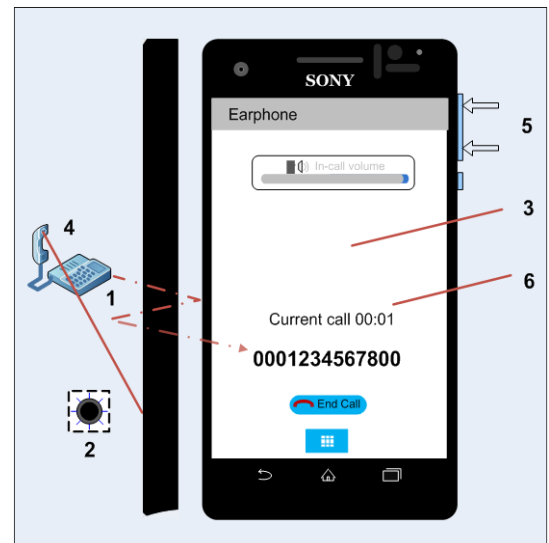 SONY
Earphone
In-call volume
5
3
4
6
1
Current call 00:01
0001234567800
End Call
2